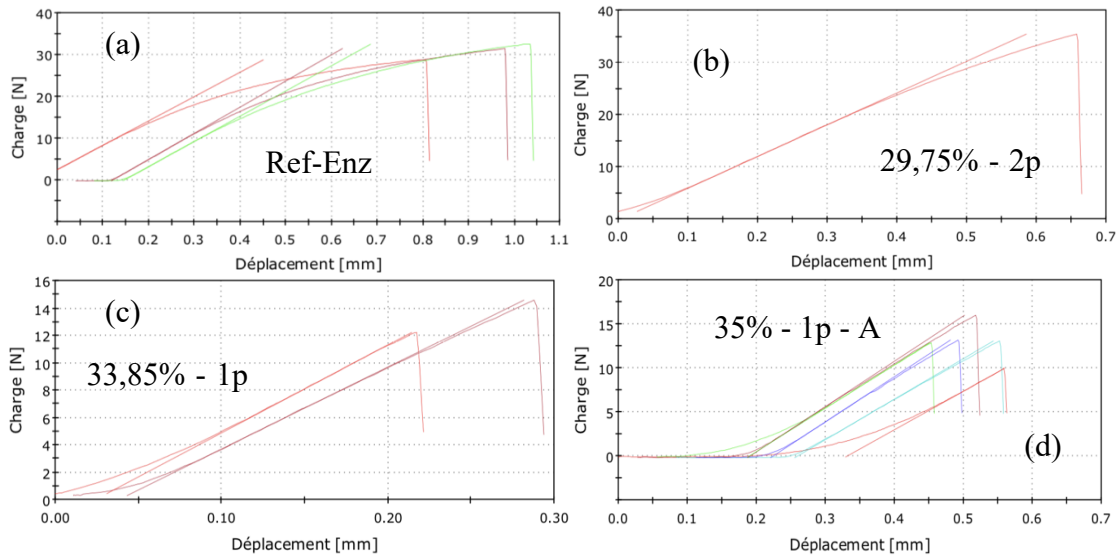 (a)
Charge [N]
40
30
20
10
0
Ref-Enz
0.0 0.1 0.2 0.3 0.4 0.5 0.6 0.7 0.8 0.9 1.0 1.1
Déplacement [mm]
(b)
Charge [N]
40
30
20
10
0
29,75% - 2p
0.0 0.1 0.2 0.3 0.4 0.5 0.6 0.7
Déplacement [mm]
(c)
Charge [N]
16
14
12
10
8
6
4
2
0
33,85% - 1p
0.00 0.10 0.20 0.30
Déplacement [mm]
35% - 1p - A
Charge [N]
20
15
10
5
0
(d)
0.0 0.1 0.2 0.3 0.4 0.5 0.6 0.7
Déplacement [mm]